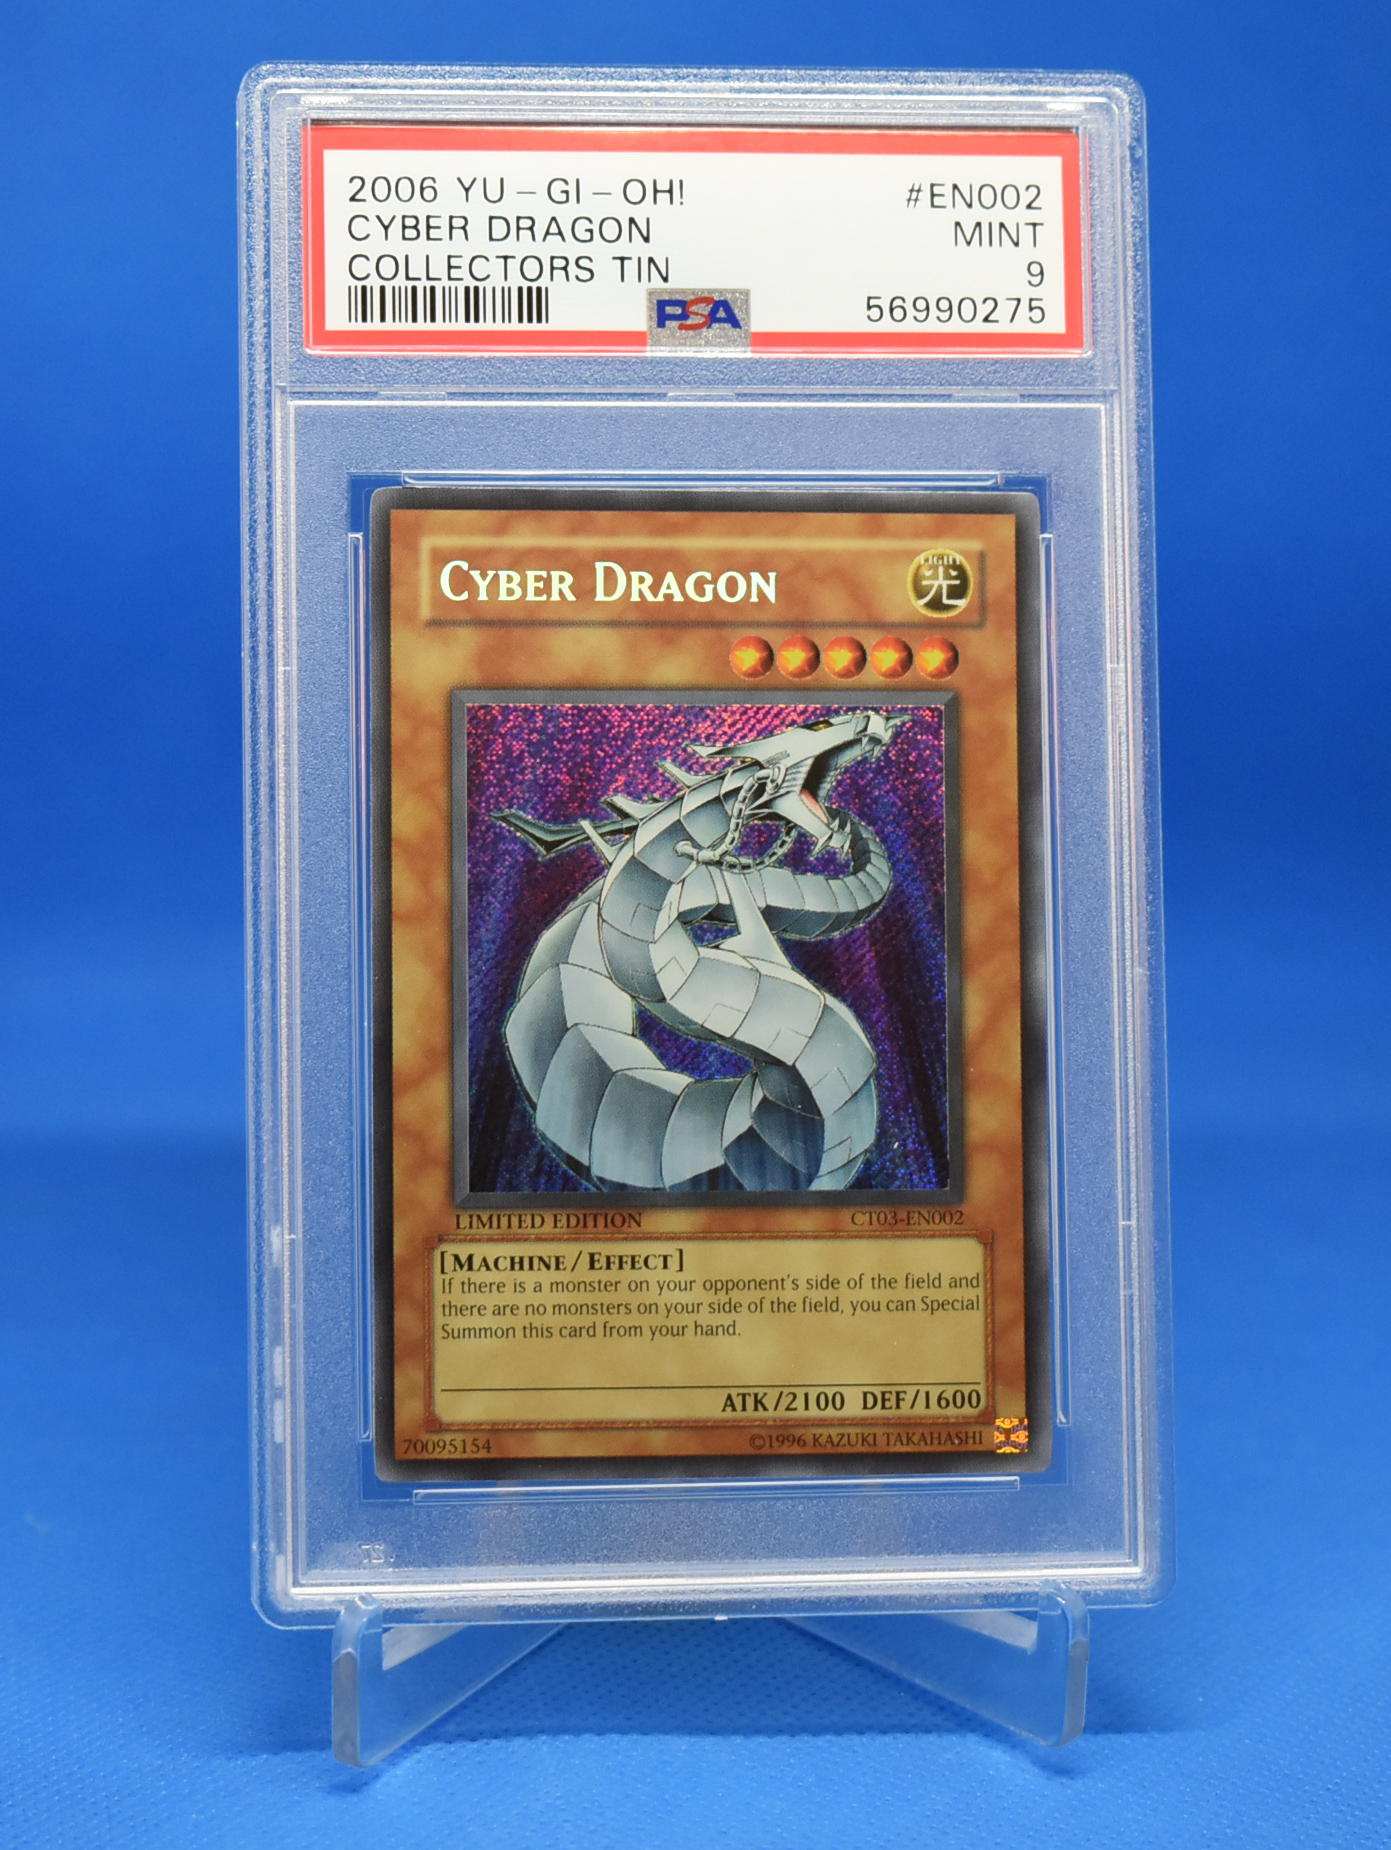 2006 YU-GI-OH! #EN002
CYBER DRAGON MINT
COLLECTORS TIN 9
PSA 56990275
CYBER DRAGON
LIGHT
光
LIMITED EDITION CT03-EN002
[MACHINE/EFFECT]
If there is a monster on your opponent's side of the field and
there are no monsters on your side of the field, you can Special
Summon this card from your hand.
ATK/2100 DEF/1600
70095154 ©1996 KAZUKI TAKAHASHI